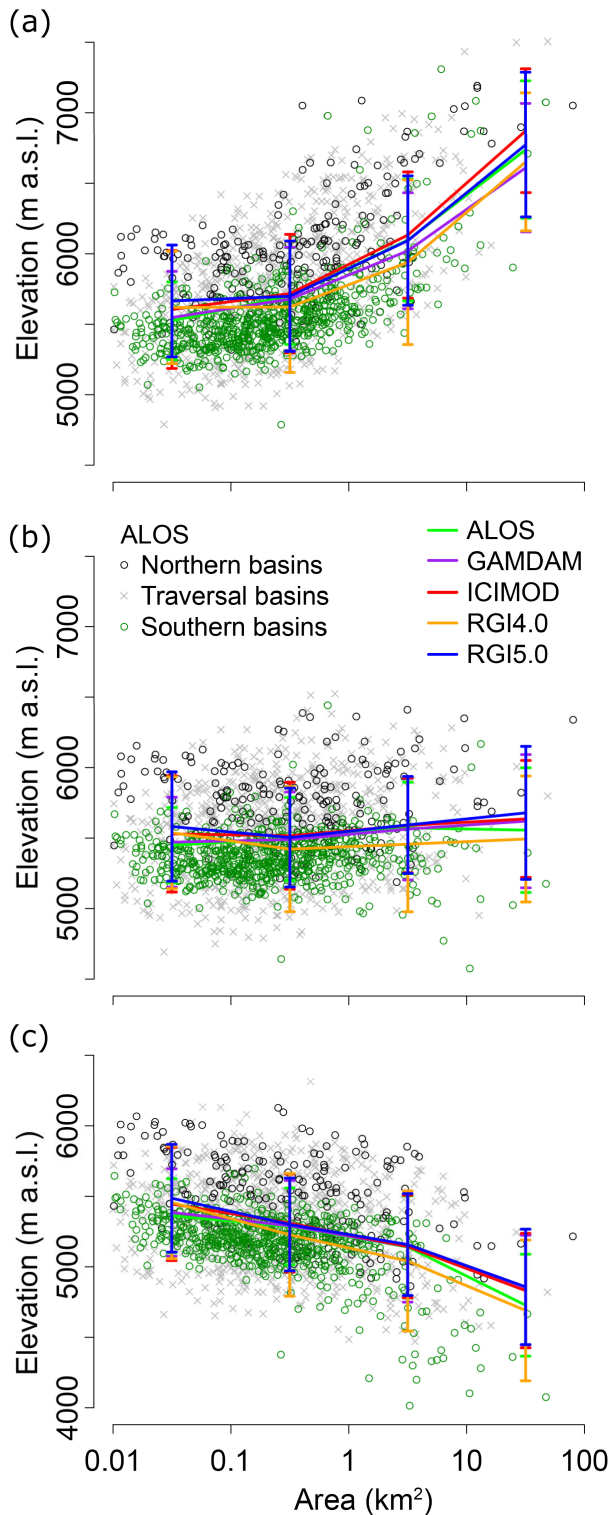 (a)
7000
6000
5000
Elevation (m a.s.l.)
(b)
ALOS
Northern basins
Traversal basins
Southern basins
ALOS
GAMDAM
ICIMOD
RGI4.0
RGI5.0
7000
6000
5000
Elevation (m a.s.l.)
(c)
6000
5000
4000
Elevation (m a.s.l.)
0.01 0.1 1 10 100
Area (km²)